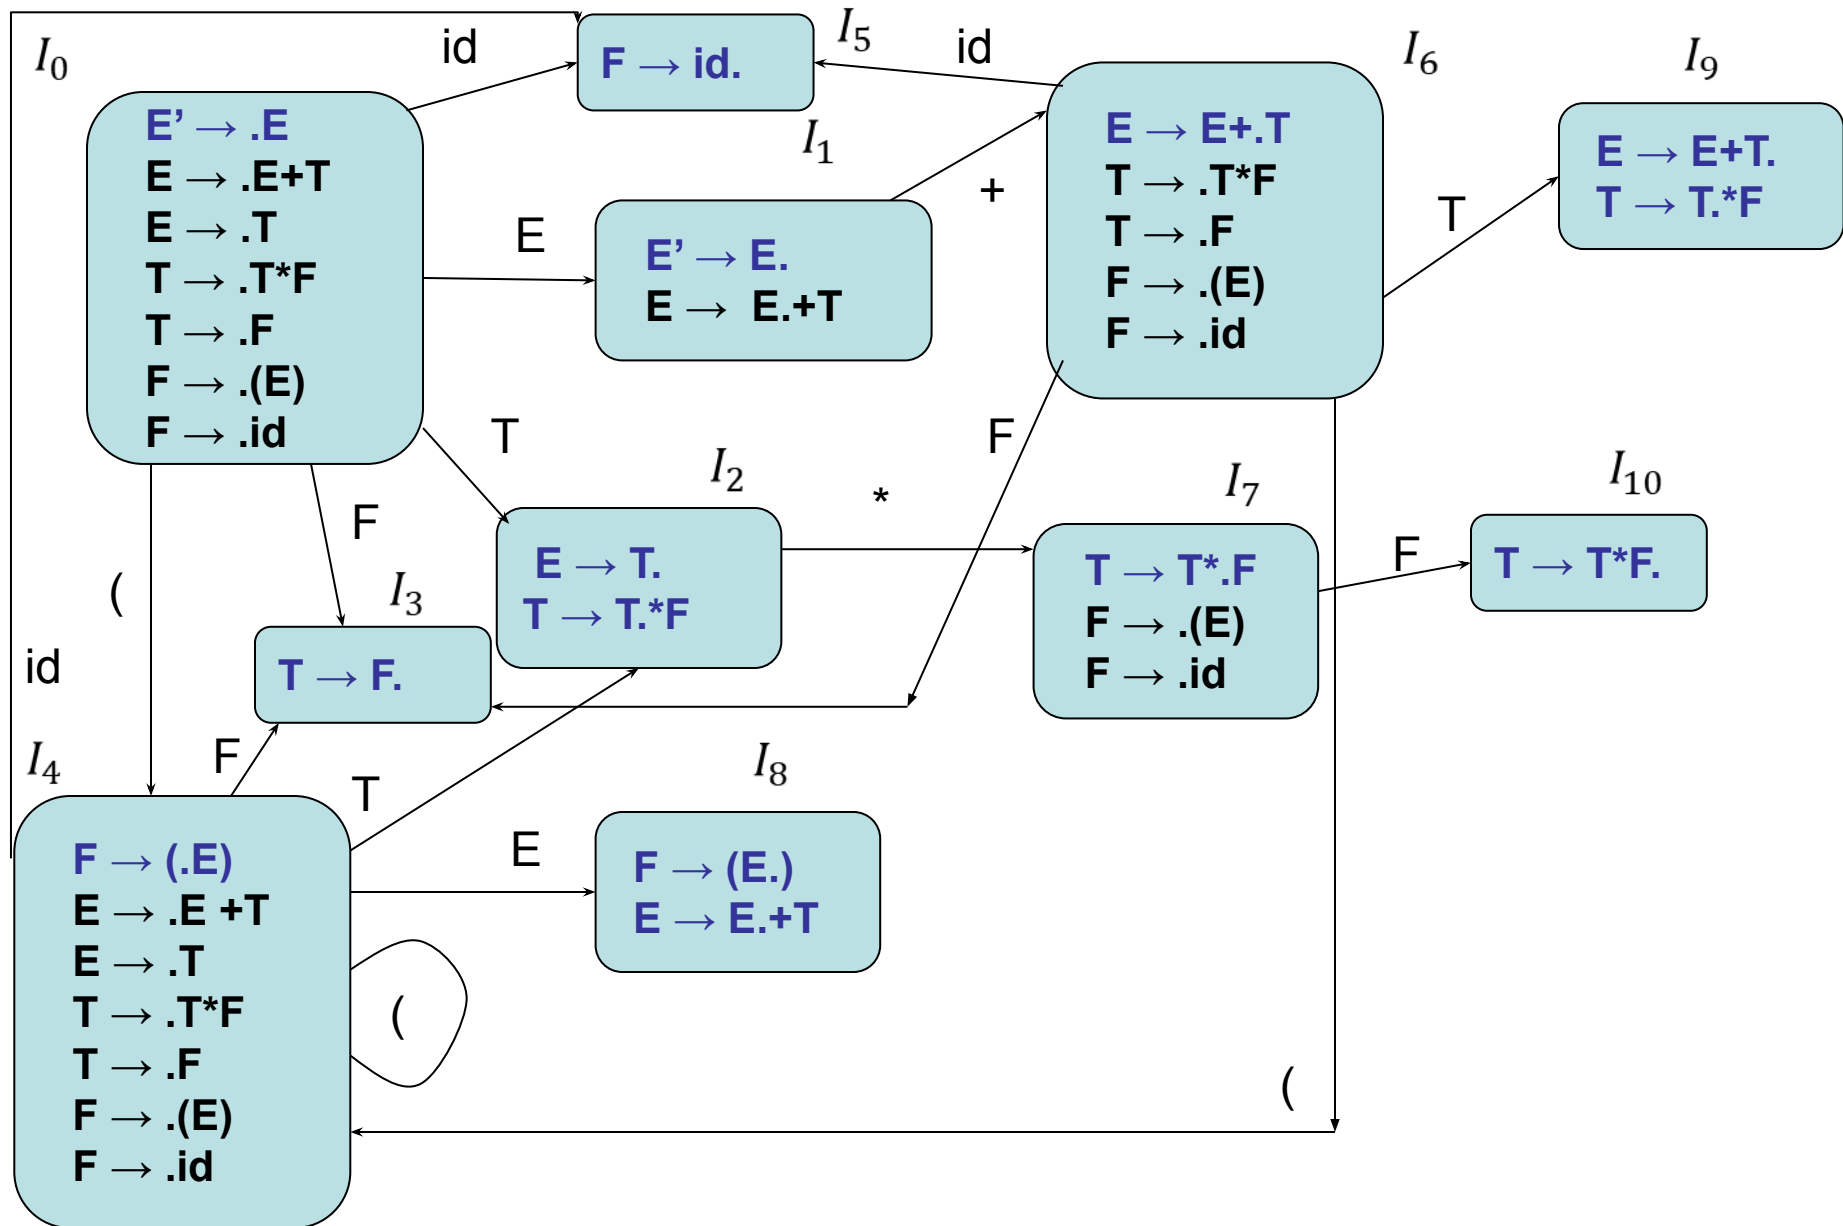 I0
E’ → .E
E → .E+T
E → .T
T → .T*F
T → .F
F → .(E)
F → .id
id
I5
F → id.
id
I1
E
E’ → E.
E → E.+T
+
I6
E → E+.T
T → .T*F
T → .F
F → .(E)
F → .id
I9
E → E+T.
T → T.*F
T
T
I2
E → T.
T → T.*F
*
F
I7
T → T*.F
F → .(E)
F → .id
F
I10
T → T*F.
F
(
I3
T → F.
id
F
T
I4
F → (.E)
E → .E +T
E → .T
T → .T*F
T → .F
F → .(E)
F → .id
E
I8
F → (E.)
E → E.+T
(
(